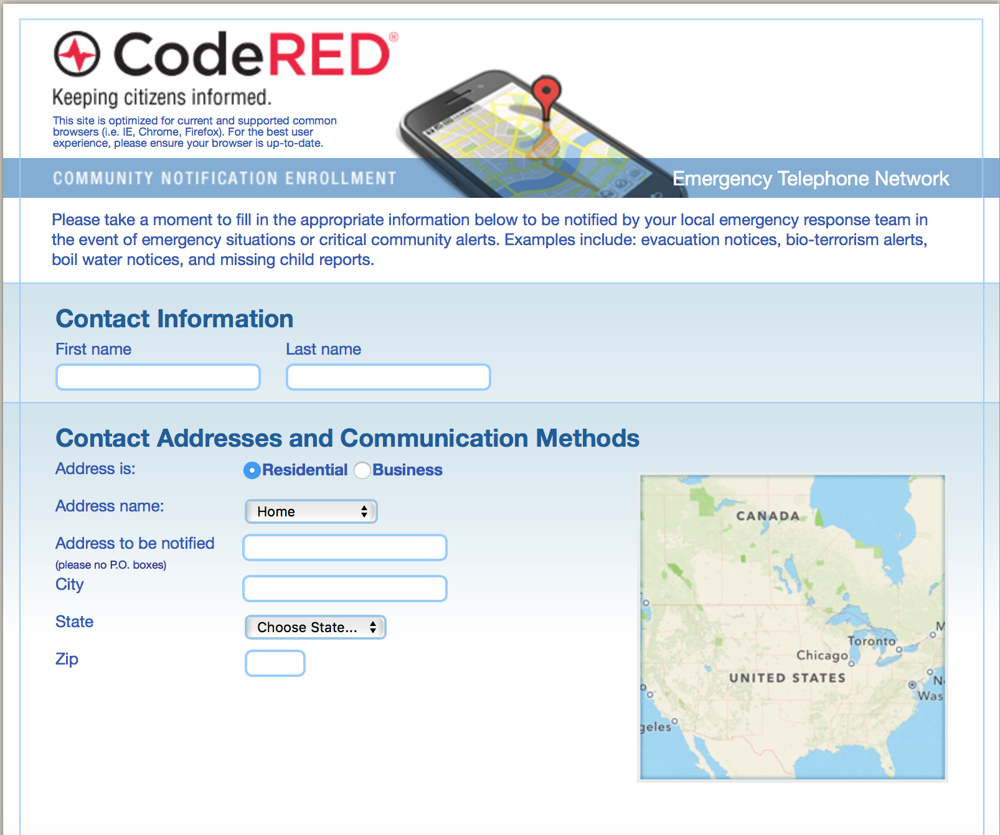 CodeRED®
Keeping citizens informed.
This site is optimized for current and supported common
browsers (i.e. IE, Chrome, Firefox). For the best user
experience, please ensure your browser is up-to-date.
COMMUNITY NOTIFICATION ENROLLMENT
Emergency Telephone Network
Please take a moment to fill in the appropriate information below to be notified by your local emergency response team in
the event of emergency situations or critical community alerts. Examples include: evacuation notices, bio-terrorism alerts,
boil water notices, and missing child reports.
Contact Information
First name Last name
Contact Addresses and Communication Methods
Address is: Residential Business
Address name: Home
Address to be notified
(please no P.O. boxes)
City
State Choose State...
Zip
CANADA
M
Toronto
Chicago
UNITED STATES
N
Was
geles